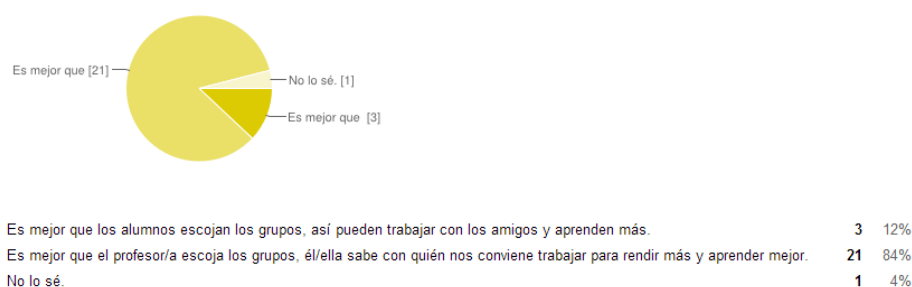 Es mejor que [21]
No lo sé. [1]
Es mejor que [3]
Es mejor que los alumnos escojan los grupos, así pueden trabajar con los amigos y aprenden más. 3 12%
Es mejor que el profesor/a escoja los grupos, él/ella sabe con quién nos conviene trabajar para rendir más y aprender mejor. 21 84%
No lo sé. 1 4%